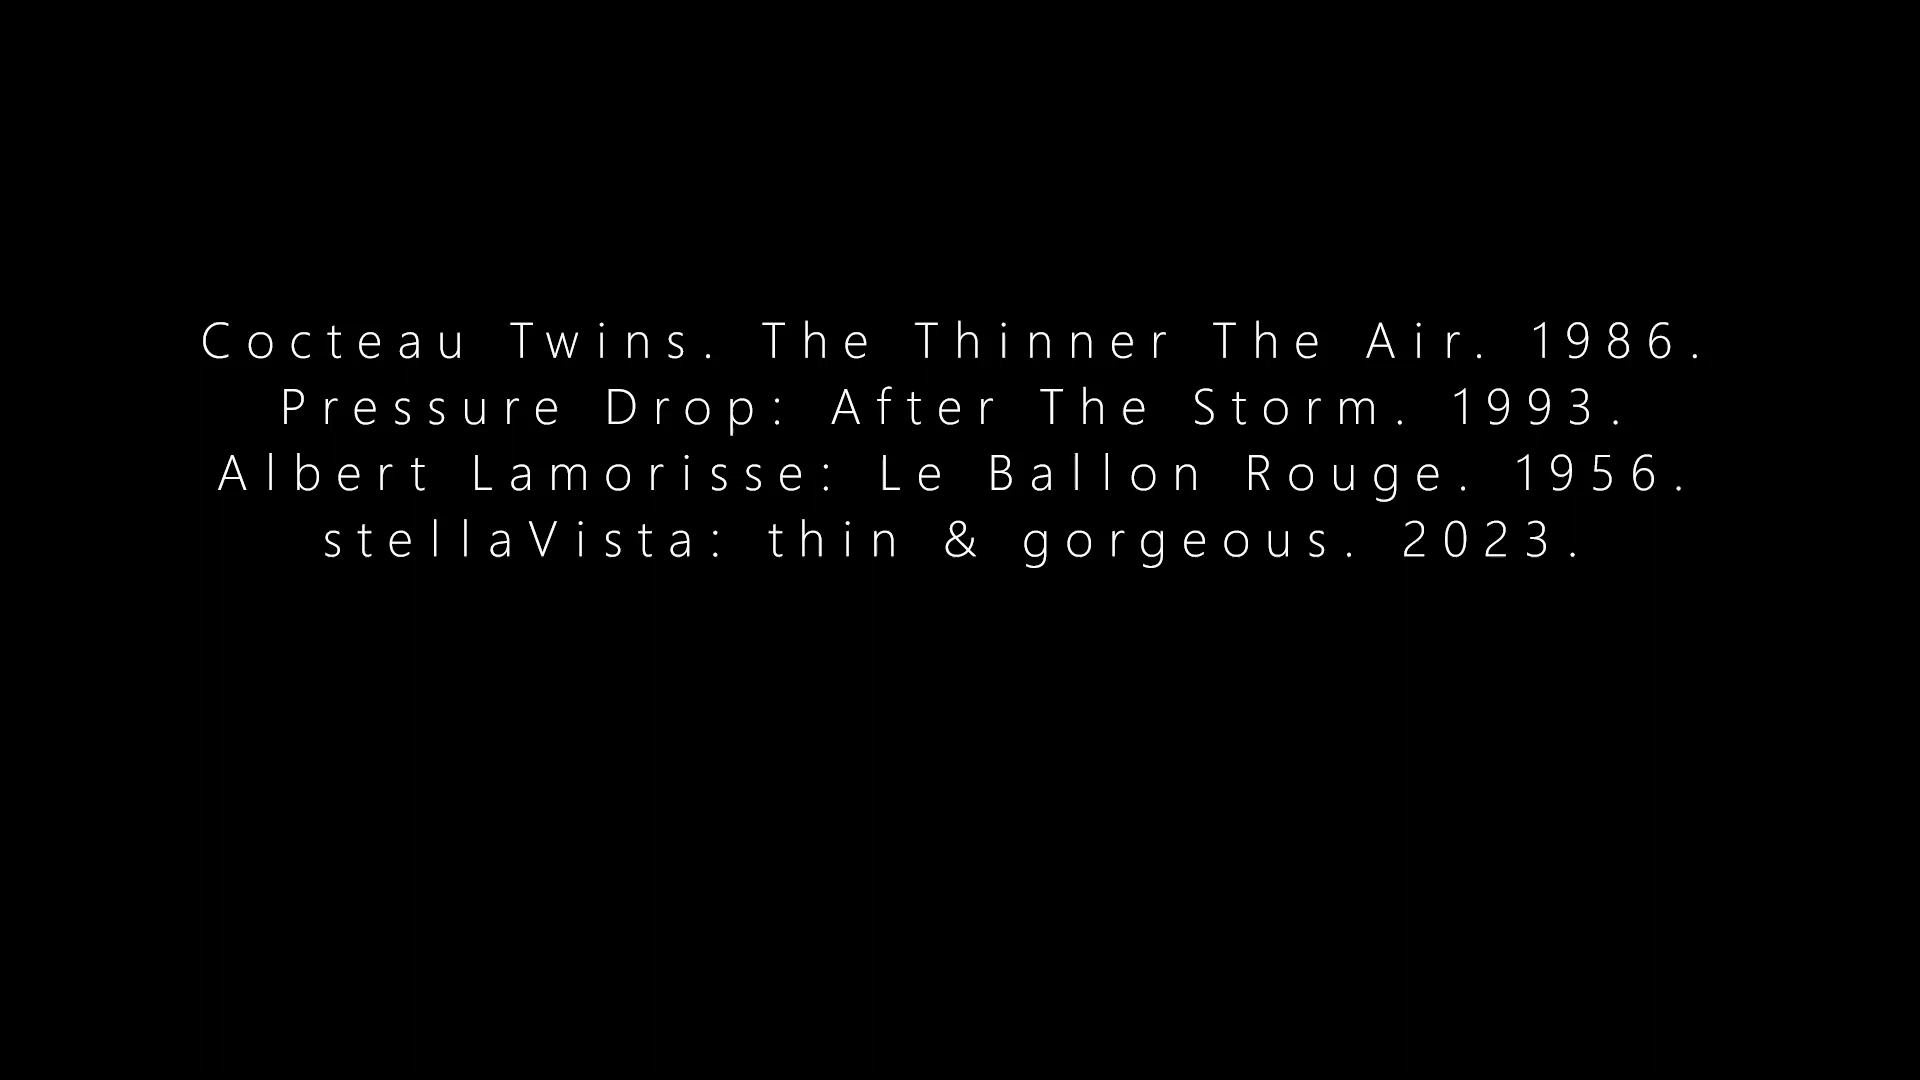 Cocteau Twins. The Thinner The Air. 1986.
Pressure Drop: After The Storm. 1993.
Albert Lamorisse: Le Ballon Rouge. 1956.
stellaVista: thin & gorgeous. 2023.